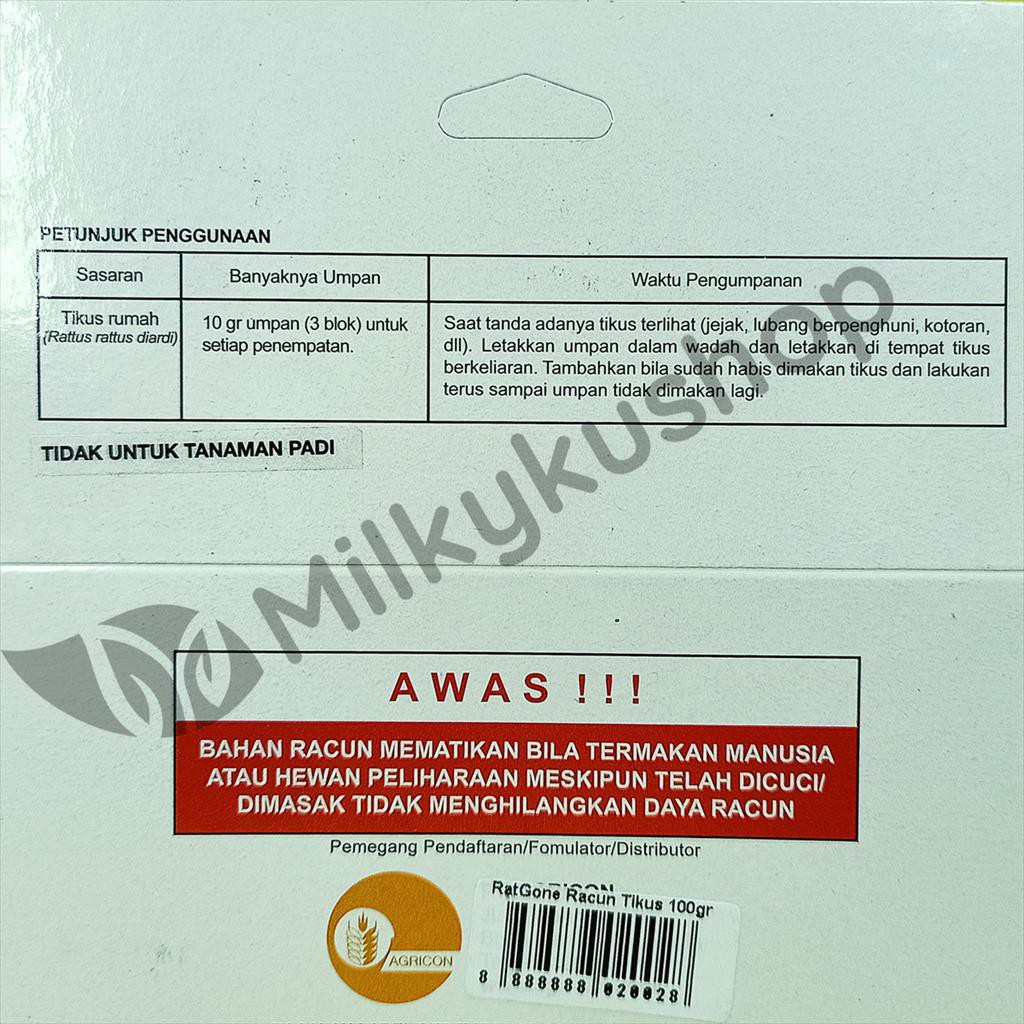 PETUNJUK PENGGUNAAN
Sasaran
Banyaknya Umpan
Waktu Pengumpanan
Tikus rumah
(Rattus rattus diardi)
10 gr umpan (3 blok) untuk
setiap penempatan.
Saat tanda adanya tikus terlihat (jejak, lubang berpenghuni, kotoran,
dll). Letakkan umpan dalam wadah dan letakkan di tempat tikus
berkeliaran. Tambahkan bila sudah habis dimakan tikus dan lakukan
terus sampai umpan tidak dimakan lagi.
TIDAK UNTUK TANAMAN PADI
Milkykushop
AWAS !!!
BAHAN RACUN MEMATIKAN BILA TERMAKAN MANUSIA
ATAU HEWAN PELIHARAAN MESKIPUN TELAH DICUCI/
DIMASAK TIDAK MENGHILANGKAN DAYA RACUN
Pemegang Pendaftaran/Fomulator/Distributor
AGRICON
RatGone Racun Tikus 100gr
8 888888 020028